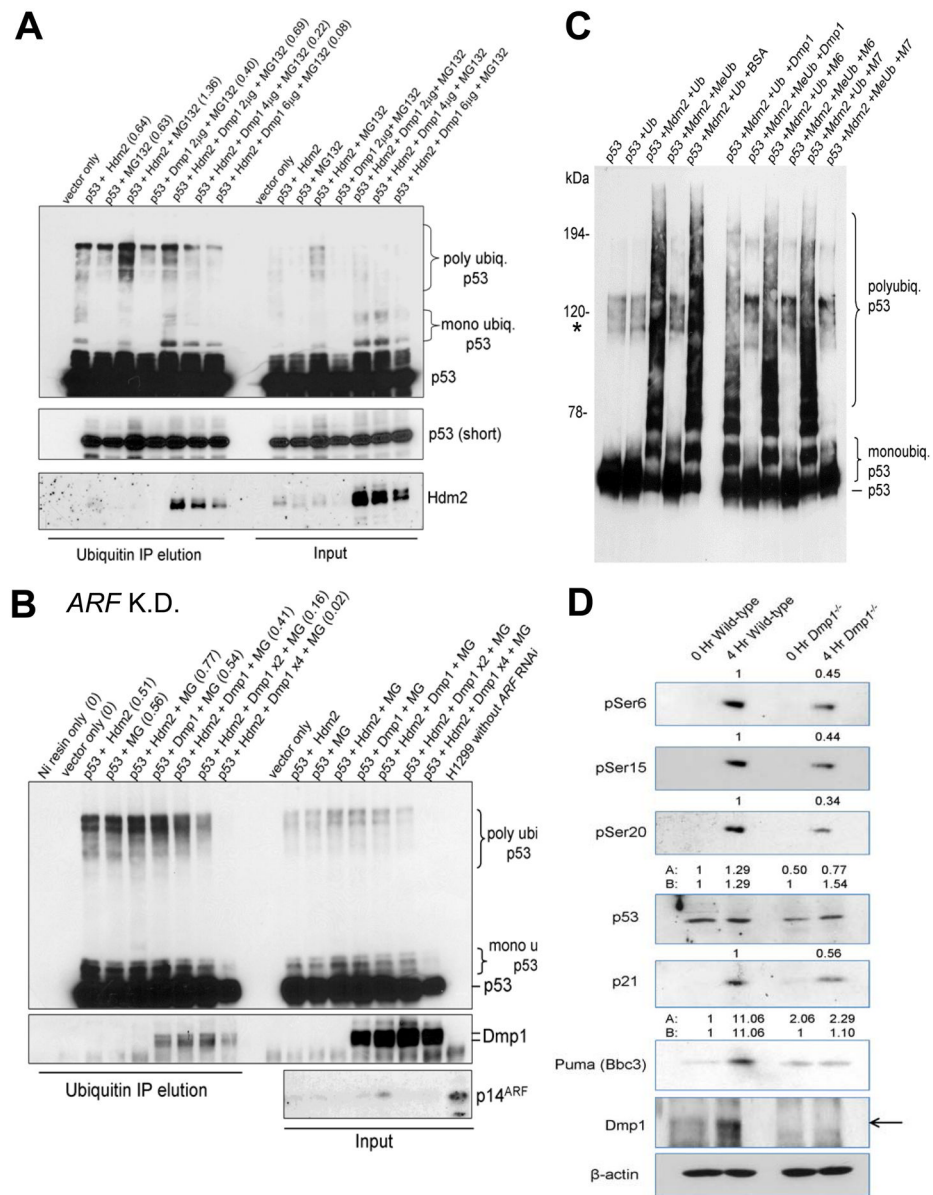 A
vector only
p53 + Hdm2 (0.64)
p53 + MG132 (0.63)
p53 + Hdm2 + MG132 (1.36)
p53 + Dmp1 2µg + MG132 (0.40)
p53 + Hdm2 + Dmp1 2µg + MG132 (0.69)
p53 + Hdm2 + Dmp1 4µg + MG132 (0.22)
p53 + Hdm2 + Dmp1 6µg + MG132 (0.08)
vector only
p53 + Hdm2
p53 + MG132
p53 + Hdm2 + MG132
p53 + Dmp1 2µg+ MG132
p53 + Hdm2 + Dmp1 2µg+ MG132
p53 + Hdm2 + Dmp1 4µg + MG132
p53 + Hdm2 + Dmp1 6µg + MG132
poly ubiq.
p53
mono ubiq.
p53
p53
p53 (short)
Hdm2
Ubiquitin IP elution
Input
B
ARF K.D.
Ni resin only (0)
vector only (0)
p53 + Hdm2 (0.51)
p53 + MG (0.56)
p53 + Hdm2 + MG (0.77)
p53 + Dmp1 + MG (0.54)
p53 + Hdm2 + Dmp1 + MG (0.41)
p53 + Hdm2 + Dmp1 x2 + MG (0.16)
p53 + Hdm2 + Dmp1 x4 + MG (0.02)
vector only
p53 + Hdm2
p53 + MG
p53 + Hdm2 + MG
p53 + Dmp1 + MG
p53 + Hdm2 + Dmp1 + MG
p53 + Hdm2 + Dmp1 x2 + MG
p53 + Hdm2 + Dmp1 x4 + MG
H1299 without ARF RNAi
poly ubi
p53
mono u
p53
p53
Dmp1
p14ARF
Ubiquitin IP elution
Input
C
p53
p53 +Ub
p53 +Mdm2 +Ub
p53 +Mdm2 +MeUb
p53 +Mdm2 +Ub +BSA
p53 +Mdm2 +Ub +Dmp1
p53 +Mdm2 +MeUb +Dmp1
p53 +Mdm2 +Ub +M6
p53 +Mdm2 +MeUb +M6
p53 +Mdm2 +Ub +M7
p53 +Mdm2 +MeUb +M7
kDa
194-
120-
*
78-
polyubiq.
p53
monoubiq.
p53
p53
D
0 Hr Wild-type
4 Hr Wild-type
0 Hr Dmp1-/-
4 Hr Dmp1-/-
1 0.45
pSer6
1 0.44
pSer15
1 0.34
pSer20
A: 1 1.29 0.50 0.77
B: 1 1.29 1 1.54
p53
1 0.56
p21
A: 1 11.06 2.06 2.29
B: 1 11.06 1 1.10
Puma (Bbc3)
Dmp1
β-actin